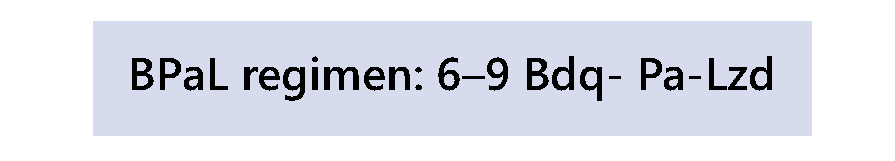 BPaL regimen: 6–9 Bdq- Pa-Lzd